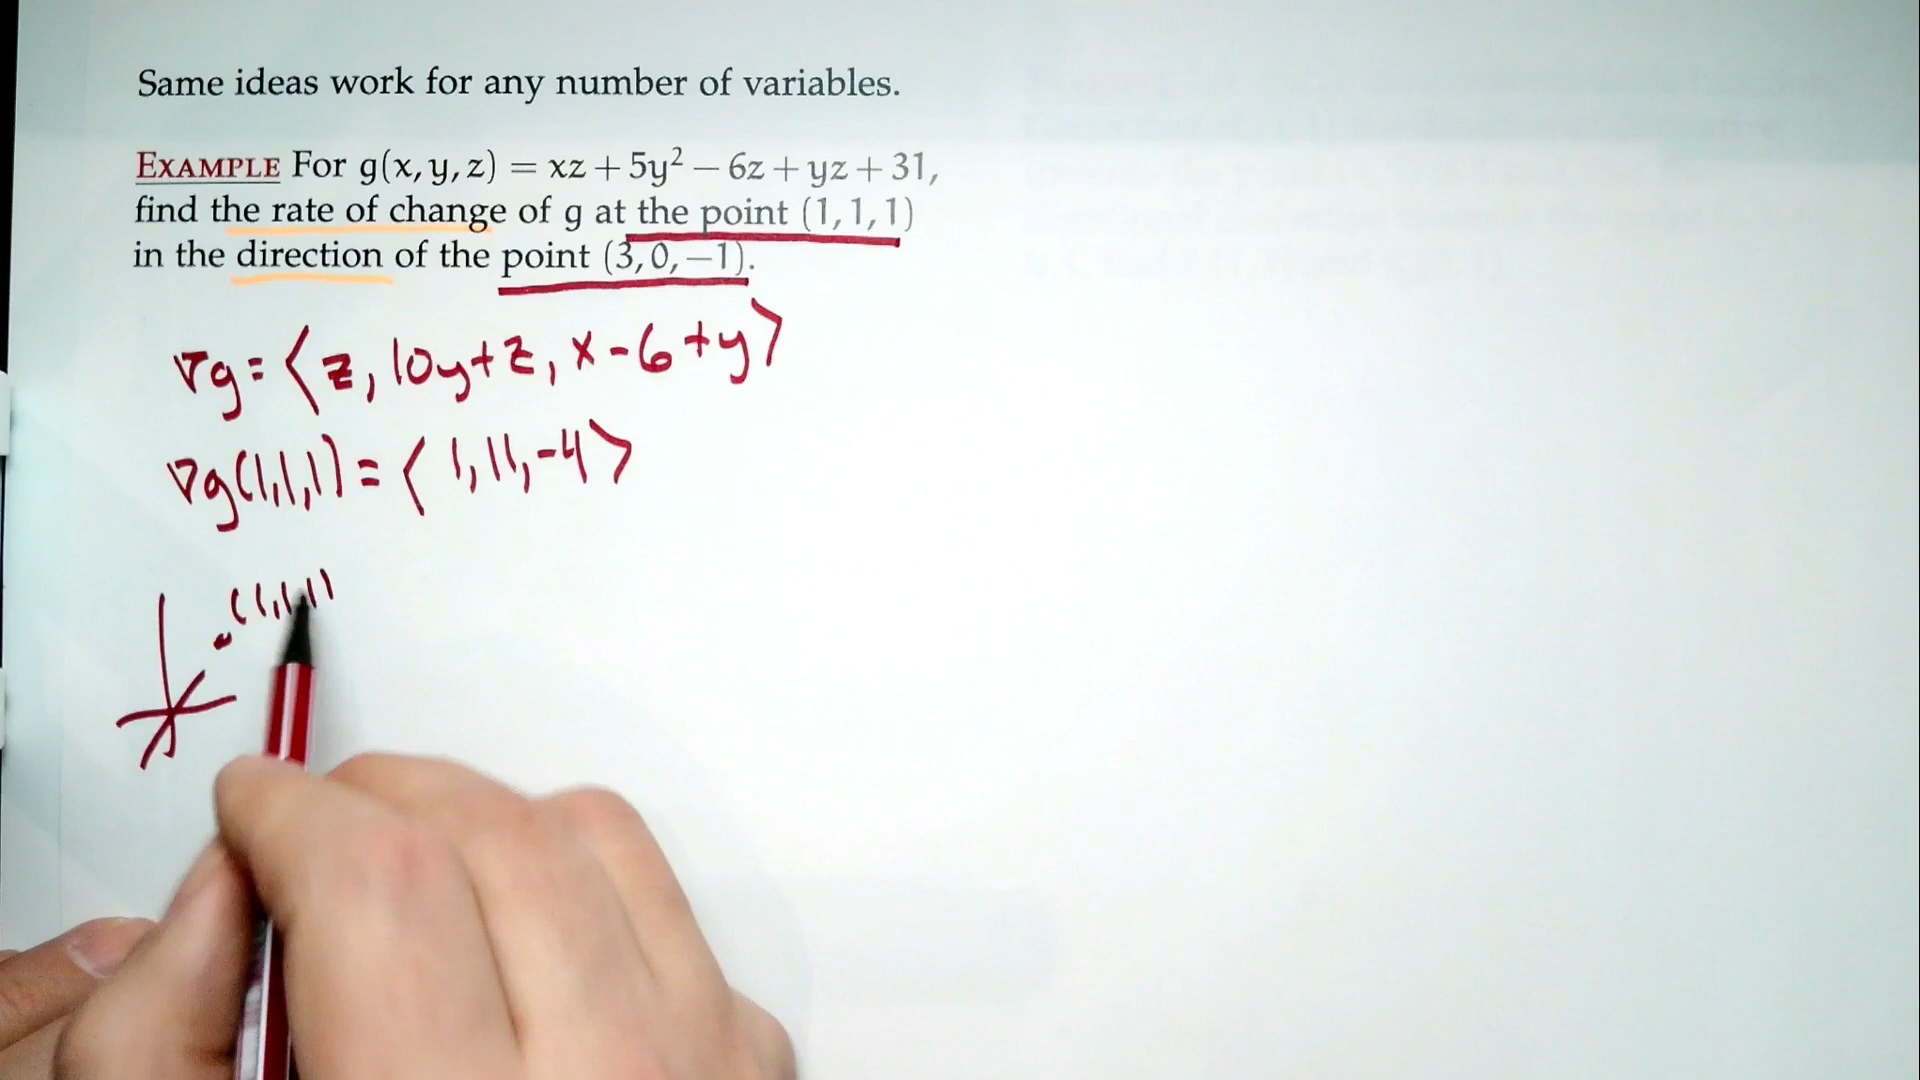 Same ideas work for any number of variables.
EXAMPLE For g(x, y, z) = xz + 5y² − 6z + yz + 31,
find the rate of change of g at the point (1, 1, 1)
in the direction of the point (3, 0, −1).
∇g = ⟨z, 10y+z, x-6+y⟩
∇g(1,1,1) = ⟨1, 11, -4⟩
(1,1,1)